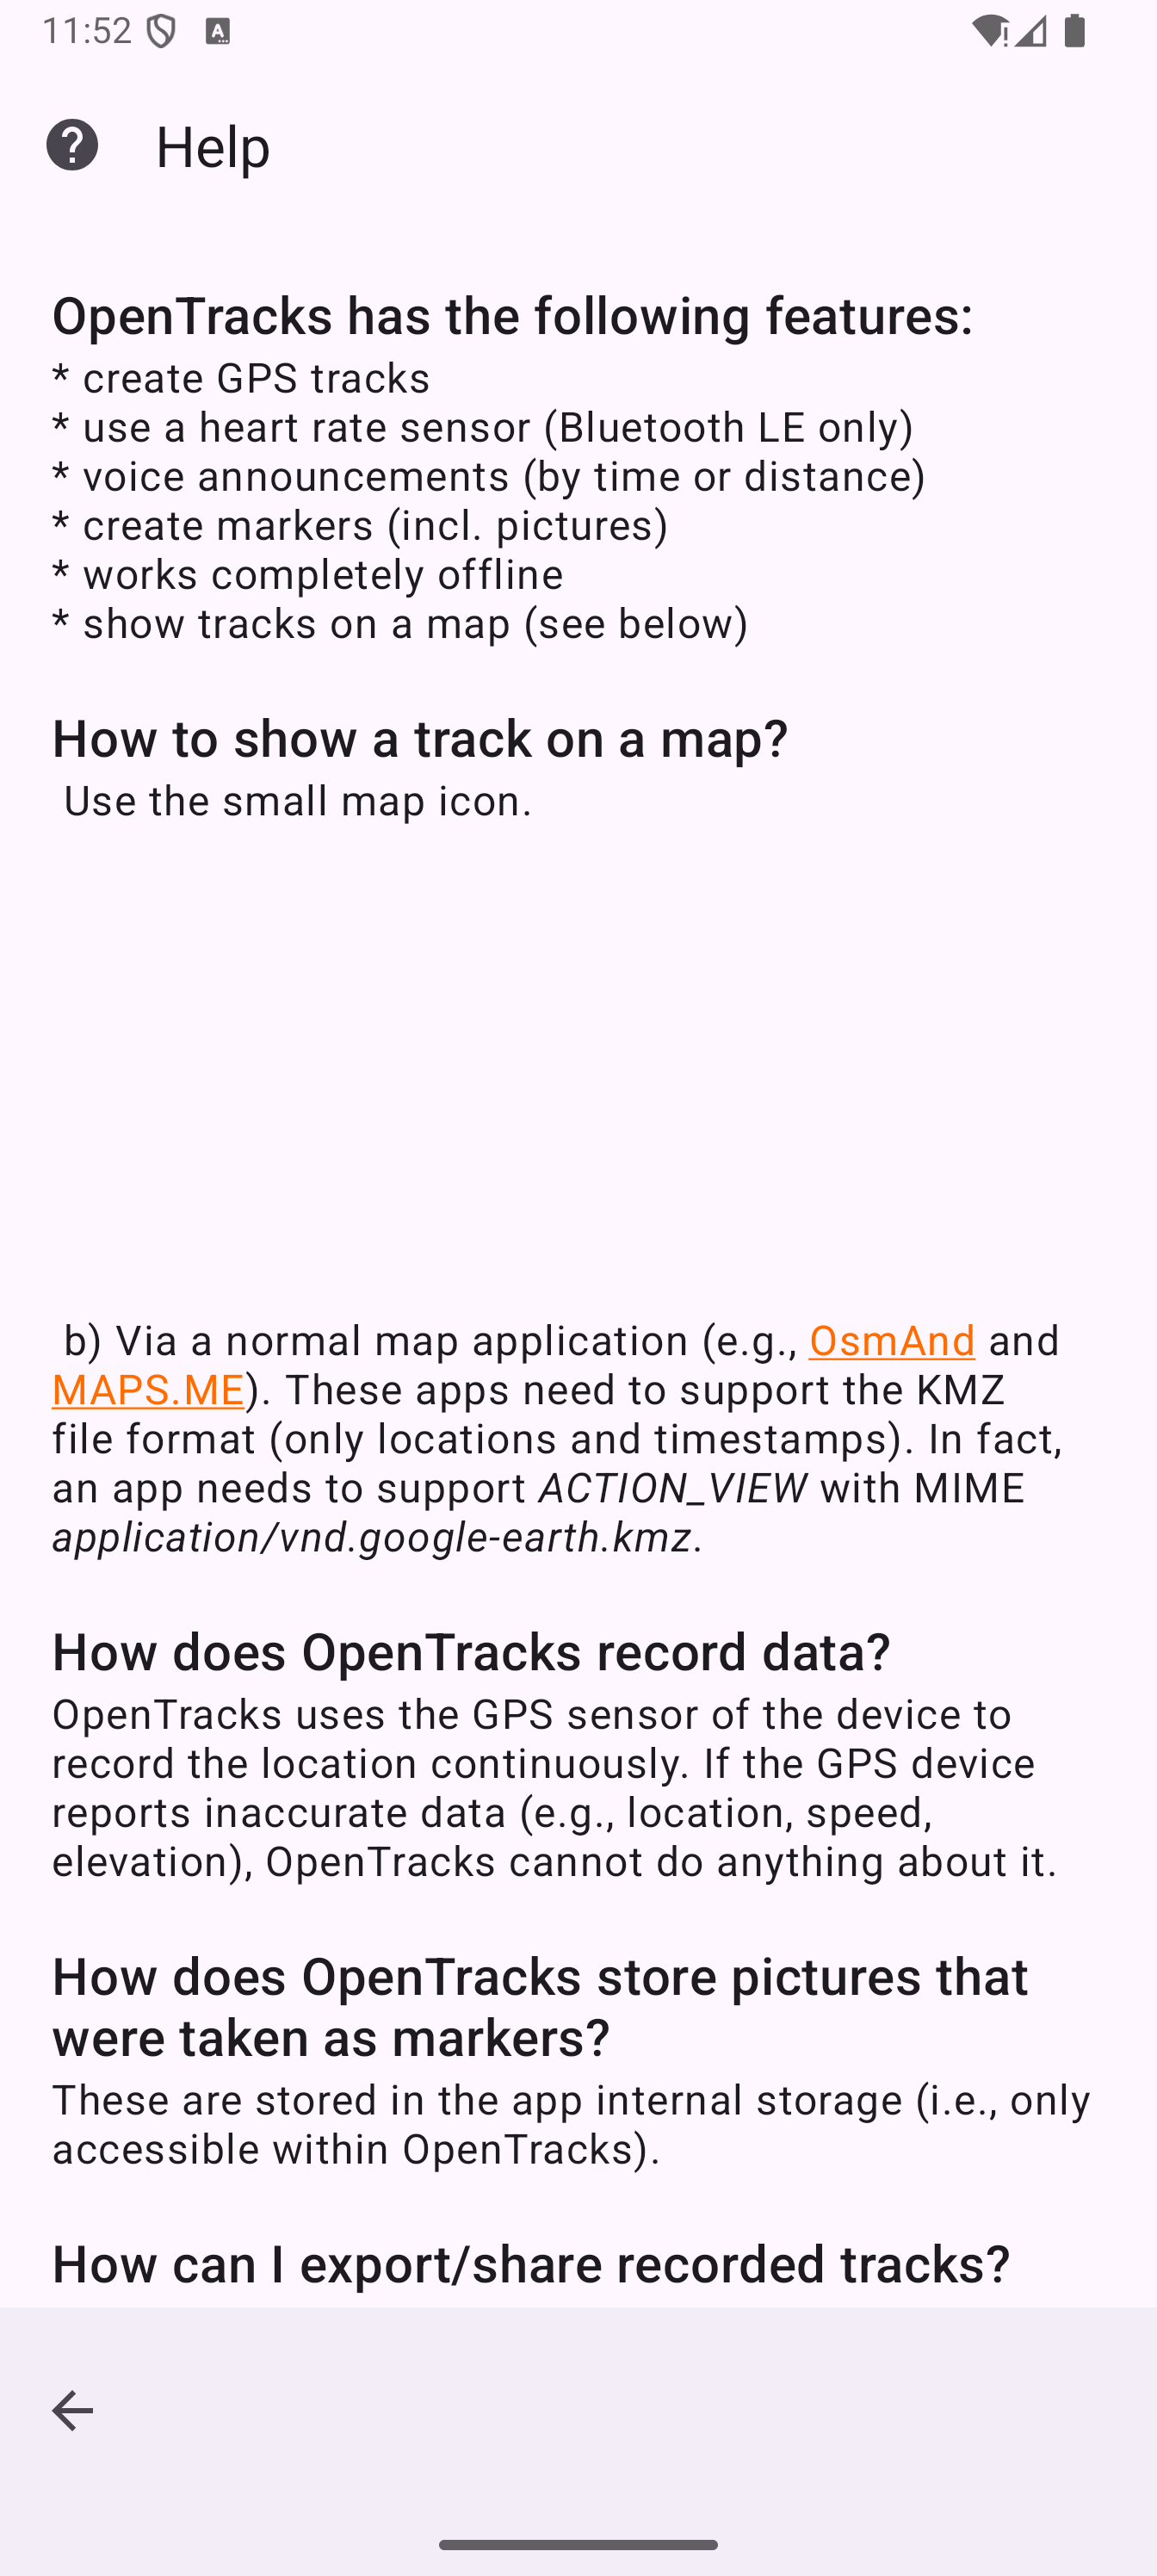 11:52
Help
OpenTracks has the following features:
* create GPS tracks
* use a heart rate sensor (Bluetooth LE only)
* voice announcements (by time or distance)
* create markers (incl. pictures)
* works completely offline
* show tracks on a map (see below)
How to show a track on a map?
Use the small map icon.
b) Via a normal map application (e.g., OsmAnd and
MAPS.ME). These apps need to support the KMZ
file format (only locations and timestamps). In fact,
an app needs to support ACTION_VIEW with MIME
application/vnd.google-earth.kmz.
How does OpenTracks record data?
OpenTracks uses the GPS sensor of the device to
record the location continuously. If the GPS device
reports inaccurate data (e.g., location, speed,
elevation), OpenTracks cannot do anything about it.
How does OpenTracks store pictures that
were taken as markers?
These are stored in the app internal storage (i.e., only
accessible within OpenTracks).
How can I export/share recorded tracks?